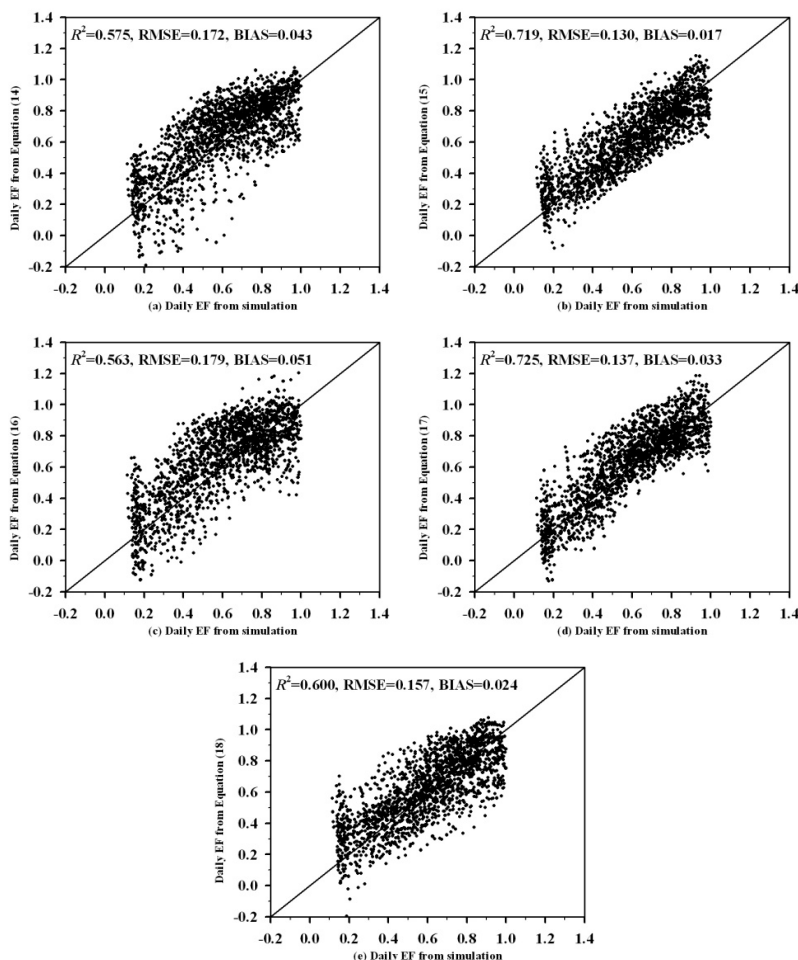 R²=0.575, RMSE=0.172, BIAS=0.043
1.4
1.2
1.0
0.8
0.6
0.4
0.2
0.0
-0.2
Daily EF from Equation (14)
-0.2 0.0 0.2 0.4 0.6 0.8 1.0 1.2 1.4
(a) Daily EF from simulation
R²=0.719, RMSE=0.130, BIAS=0.017
1.4
1.2
1.0
0.8
0.6
0.4
0.2
0.0
-0.2
Daily EF from Equation (15)
-0.2 0.0 0.2 0.4 0.6 0.8 1.0 1.2 1.4
(b) Daily EF from simulation
R²=0.563, RMSE=0.179, BIAS=0.051
1.4
1.2
1.0
0.8
0.6
0.4
0.2
0.0
-0.2
Daily EF from Equation (16)
-0.2 0.0 0.2 0.4 0.6 0.8 1.0 1.2 1.4
(c) Daily EF from simulation
R²=0.725, RMSE=0.137, BIAS=0.033
1.4
1.2
1.0
0.8
0.6
0.4
0.2
0.0
-0.2
Daily EF from Equation (17)
-0.2 0.0 0.2 0.4 0.6 0.8 1.0 1.2 1.4
(d) Daily EF from simulation
R²=0.600, RMSE=0.157, BIAS=0.024
1.4
1.2
1.0
0.8
0.6
0.4
0.2
0.0
-0.2
Daily EF from Equation (18)
-0.2 0.0 0.2 0.4 0.6 0.8 1.0 1.2 1.4
(e) Daily EF from simulation